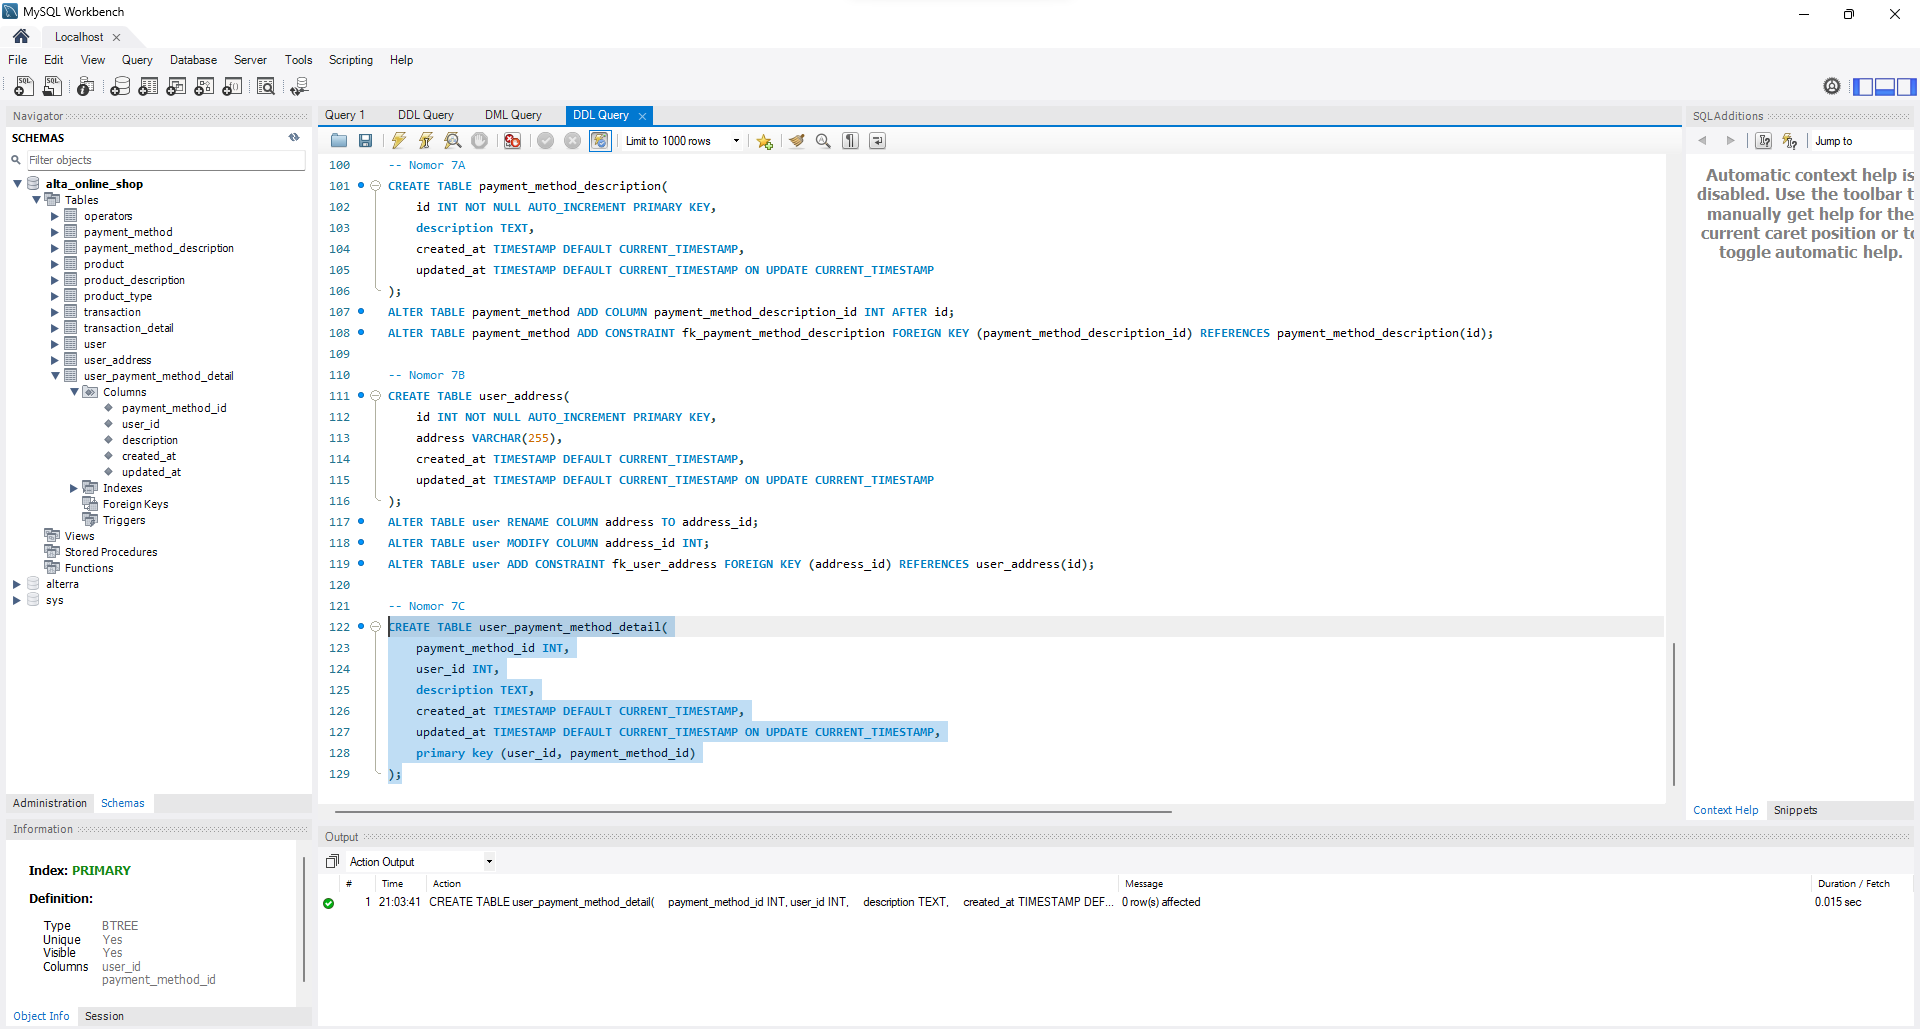 MySQL Workbench
Localhost
File Edit View Query Database Server Tools Scripting Help
Navigator
SCHEMAS
Filter objects
alta_online_shop
Tables
operators
payment_method
payment_method_description
product
product_description
product_type
transaction
transaction_detail
user
user_address
user_payment_method_detail
Columns
payment_method_id
user_id
description
created_at
updated_at
Indexes
Foreign Keys
Triggers
Views
Stored Procedures
Functions
alterra
sys
Administration Schemas
Information
Index: PRIMARY
Definition:
Type BTREE
Unique Yes
Visible Yes
Columns user_id
payment_method_id
Object Info Session
Query 1 DDL Query DML Query DDL Query
Limit to 1000 rows
100 -- Nomor 7A
101 CREATE TABLE payment_method_description(
102 id INT NOT NULL AUTO_INCREMENT PRIMARY KEY,
103 description TEXT,
104 created_at TIMESTAMP DEFAULT CURRENT_TIMESTAMP,
105 updated_at TIMESTAMP DEFAULT CURRENT_TIMESTAMP ON UPDATE CURRENT_TIMESTAMP
106 );
107 ALTER TABLE payment_method ADD COLUMN payment_method_description_id INT AFTER id;
108 ALTER TABLE payment_method ADD CONSTRAINT fk_payment_method_description FOREIGN KEY (payment_method_description_id) REFERENCES payment_method_description(id);
109
110 -- Nomor 7B
111 CREATE TABLE user_address(
112 id INT NOT NULL AUTO_INCREMENT PRIMARY KEY,
113 address VARCHAR(255),
114 created_at TIMESTAMP DEFAULT CURRENT_TIMESTAMP,
115 updated_at TIMESTAMP DEFAULT CURRENT_TIMESTAMP ON UPDATE CURRENT_TIMESTAMP
116 );
117 ALTER TABLE user RENAME COLUMN address TO address_id;
118 ALTER TABLE user MODIFY COLUMN address_id INT;
119 ALTER TABLE user ADD CONSTRAINT fk_user_address FOREIGN KEY (address_id) REFERENCES user_address(id);
120
121 -- Nomor 7C
122 CREATE TABLE user_payment_method_detail(
123 payment_method_id INT,
124 user_id INT,
125 description TEXT,
126 created_at TIMESTAMP DEFAULT CURRENT_TIMESTAMP,
127 updated_at TIMESTAMP DEFAULT CURRENT_TIMESTAMP ON UPDATE CURRENT_TIMESTAMP,
128 primary key (user_id, payment_method_id)
129 );
Output
Action Output
# Time Action Message Duration / Fetch
1 21:03:41 CREATE TABLE user_payment_method_detail( payment_method_id INT, user_id INT, description TEXT, created_at TIMESTAMP DEF... 0 row(s) affected 0.015 sec
SQLAdditions
Jump to
Automatic context help is
disabled. Use the toolbar t
manually get help for the
current caret position or to
toggle automatic help.
Context Help Snippets